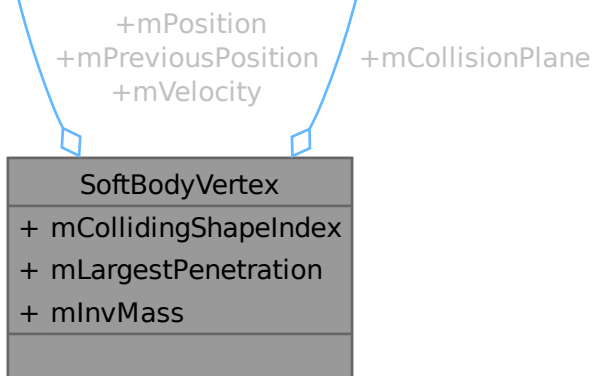 +mPosition
+mPreviousPosition
+mVelocity
+mCollisionPlane
SoftBodyVertex
+ mCollidingShapeIndex
+ mLargestPenetration
+ mInvMass